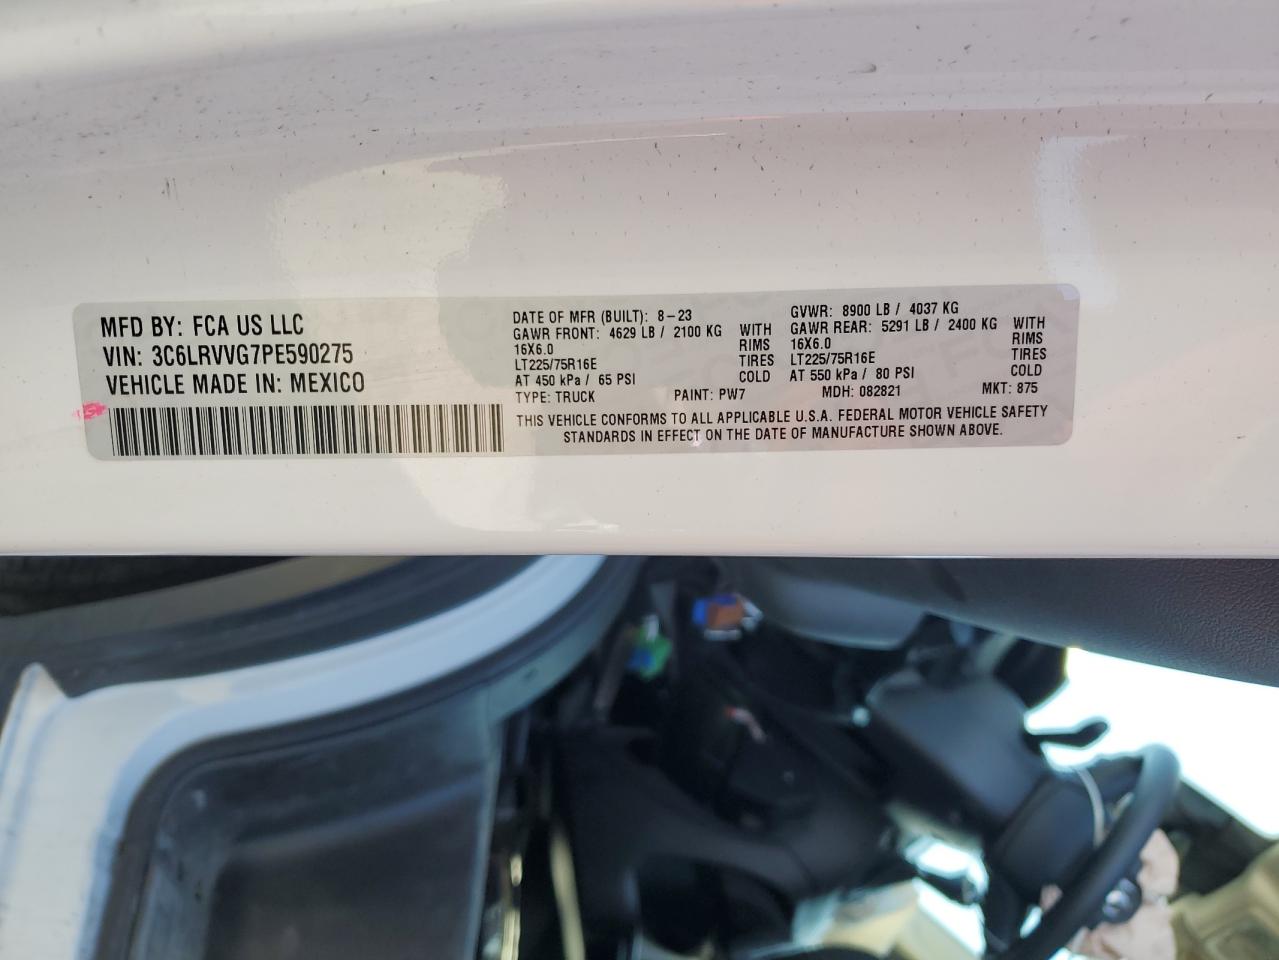 MFD BY: FCA US LLC
VIN: 3C6LRVVG7PE590275
VEHICLE MADE IN: MEXICO
DATE OF MFR (BUILT): 8-23
GAWR FRONT: 4629 LB / 2100 KG WITH
16X6.0 RIMS
LT225/75R16E TIRES
AT 450 kPa / 65 PSI COLD
GVWR: 8900 LB / 4037 KG
GAWR REAR: 5291 LB / 2400 KG WITH
16X6.0 RIMS
LT225/75R16E TIRES
AT 550 kPa / 80 PSI COLD
TYPE: TRUCK PAINT: PW7 MDH: 082821 MKT: 875
THIS VEHICLE CONFORMS TO ALL APPLICABLE U.S.A. FEDERAL MOTOR VEHICLE SAFETY
STANDARDS IN EFFECT ON THE DATE OF MANUFACTURE SHOWN ABOVE.